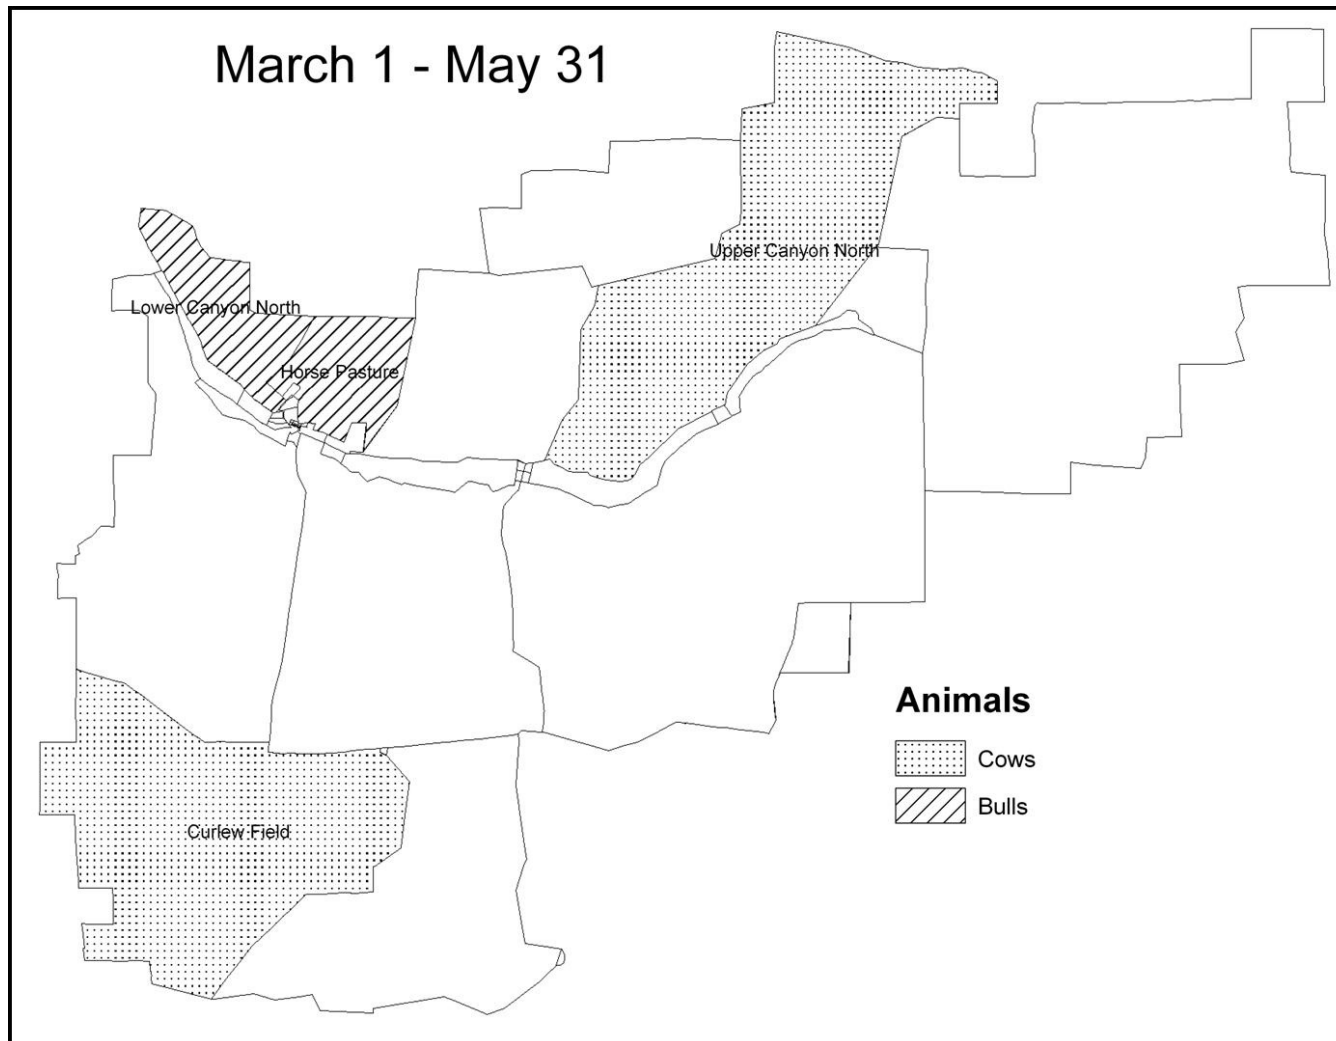 March 1 - May 31
Upper Canyon North
Lower Canyon North
Horse Pasture
Animals
Cows
Bulls
Curlew Field